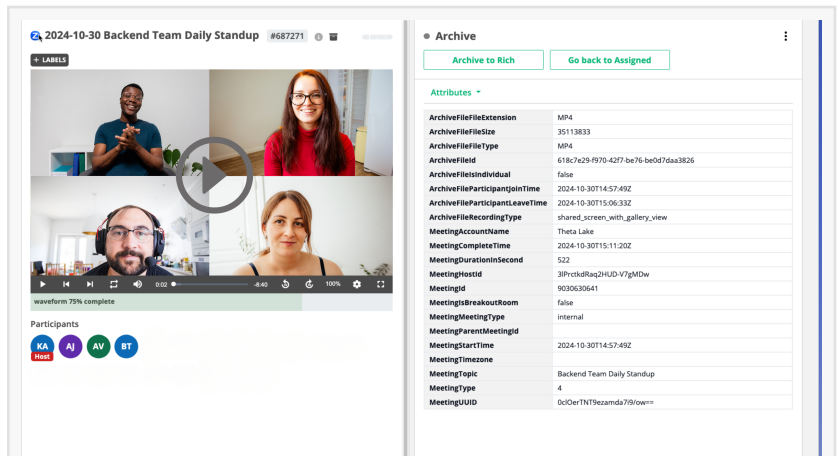 2024-10-30 Backend Team Daily Standup #687271
+ LABELS
0:02
-8:40
100%
waveform 75% complete
Participants
KA AJ AV BT
Host
Archive
Archive to Rich
Go back to Assigned
Attributes
ArchiveFileFileExtension MP4
ArchiveFileFileSize 35113833
ArchiveFileFileType MP4
ArchiveFileId 618c7e29-f970-42f7-be76-be0d7daa3826
ArchiveFileIsIndividual false
ArchiveFileParticipantJoinTime 2024-10-30T14:57:49Z
ArchiveFileParticipantLeaveTime 2024-10-30T15:06:33Z
ArchiveFileRecordingType shared_screen_with_gallery_view
MeetingAccountName Theta Lake
MeetingCompleteTime 2024-10-30T15:11:20Z
MeetingDurationInSecond 522
MeetingHostId 3lPrctkdRaq2HUD-V7gMDw
MeetingId 9030630641
MeetingIsBreakoutRoom false
MeetingMeetingType internal
MeetingParentMeetingId
MeetingStartTime 2024-10-30T14:57:49Z
MeetingTimezone
MeetingTopic Backend Team Daily Standup
MeetingType 4
MeetingUUID 0clOerTNT9ezamda7i9/ow==